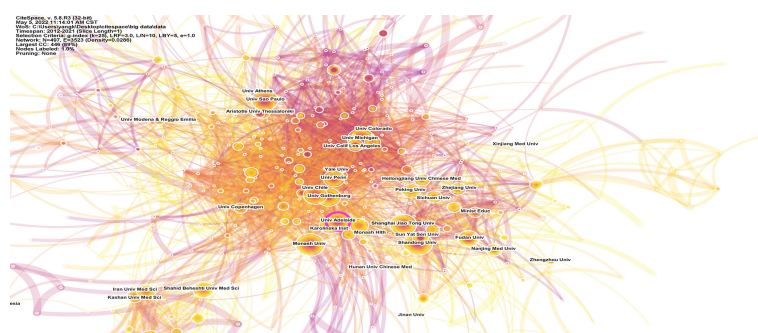 CiteSpace, v. 5.8.R3 (32-bit)
May 5, 2022 11:14:01 AM CST
WoS: C:\Users\yangk\Desktop\citespace\big data\data
Timespan: 2012-2021 (Slice Length=1)
Selection Criteria: g-index (k=25), LRF=3.0, L/N=10, LBY=5, e=1.0
Network: N=497, E=3523 (Density=0.0286)
Largest CC: 446 (89%)
Nodes Labeled: 1.0%
Pruning: None
Univ Athens
Univ Sao Paulo
Aristotle Univ Thessaloniki
Univ Modena & Reggio Emilia
Univ Colorado
Univ Michigan
Univ Calif Los Angeles
Xinjiang Med Univ
Yale Univ
Univ Penn
Heilongjiang Univ Chinese Med
Peking Univ
Zhejiang Univ
Univ Chile
Univ Gothenburg
Sichuan Univ
Univ Copenhagen
Minist Educ
Univ Adelaide
Shanghai Jiao Tong Univ
Karolinska Inst
Monash Hlth
Sun Yat Sen Univ
Fudan Univ
Monash Univ
Shandong Univ
Nanjing Med Univ
Zhengzhou Univ
Hunan Univ Chinese Med
Iran Univ Med Sci
Shahid Beheshti Univ Med Sci
Kashan Univ Med Sci
esia
Jinan Univ